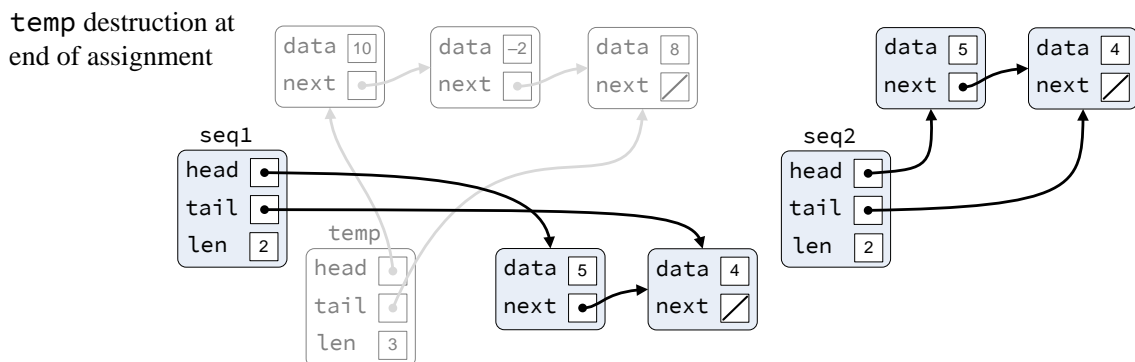 temp destruction at
end of assignment
data 10
next
data –2
next
data 8
next
data 5
next
data 4
next
seq1
head
tail
len 2
temp
head
tail
len 3
data 5
next
data 4
next
seq2
head
tail
len 2